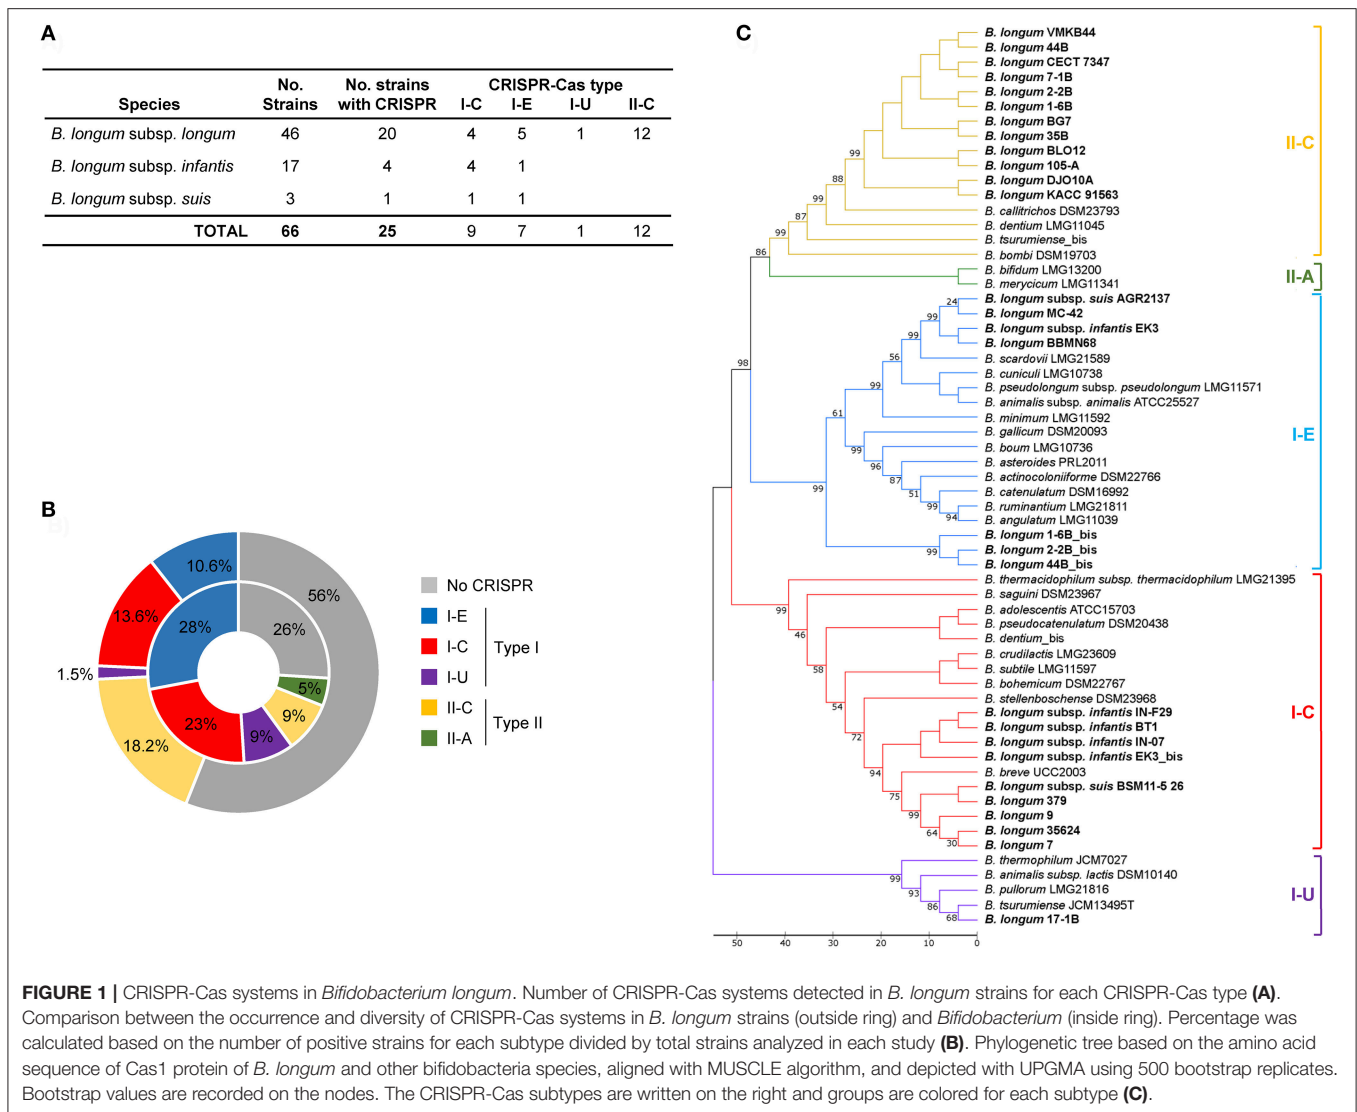 A
No. No. strains CRISPR-Cas type
Species Strains with CRISPR I-C I-E I-U II-C
B. longum subsp. longum 46 20 4 5 1 12
B. longum subsp. infantis 17 4 4 1
B. longum subsp. suis 3 1 1 1
TOTAL 66 25 9 7 1 12
B
10.6%
56%
13.6%
28%
26%
1.5%
5%
23%
9%
9%
18.2%
No CRISPR
I-E
I-C
I-U
Type I
II-C
II-A
Type II
C
B. longum VMKB44
B. longum 44B
B. longum CECT 7347
B. longum 7-1B
B. longum 2-2B
B. longum 1-6B
B. longum BG7
B. longum 35B
B. longum BLO12
B. longum 105-A
B. longum DJO10A
B. longum KACC 91563
B. callitrichos DSM23793
B. dentium LMG11045
B. tsurumiense_bis
B. bombi DSM19703
B. bifidum LMG13200
B. merycicum LMG11341
B. longum subsp. suis AGR2137
B. longum MC-42
B. longum subsp. infantis EK3
B. longum BBMN68
B. scardovii LMG21589
B. cuniculi LMG10738
B. pseudolongum subsp. pseudolongum LMG11571
B. animalis subsp. animalis ATCC25527
B. minimum LMG11592
B. gallicum DSM20093
B. boum LMG10736
B. asteroides PRL2011
B. actinocoloniiforme DSM22766
B. catenulatum DSM16992
B. ruminantium LMG21811
B. angulatum LMG11039
B. longum 1-6B_bis
B. longum 2-2B_bis
B. longum 44B_bis
B. thermacidophilum subsp. thermacidophilum LMG21395
B. saguini DSM23967
B. adolescentis ATCC15703
B. pseudocatenulatum DSM20438
B. dentium_bis
B. crudilactis LMG23609
B. subtile LMG11597
B. bohemicum DSM22767
B. stellenboschense DSM23968
B. longum subsp. infantis IN-F29
B. longum subsp. infantis BT1
B. longum subsp. infantis IN-07
B. longum subsp. infantis EK3_bis
B. breve UCC2003
B. longum subsp. suis BSM11-5 26
B. longum 379
B. longum 9
B. longum 35624
B. longum 7
B. thermophilum JCM7027
B. animalis subsp. lactis DSM10140
B. pullorum LMG21816
B. tsurumiense JCM13495T
B. longum 17-1B
99
88
99
87
99
86
98
24
99
99
56
99
61
99
96
87
51
99
94
99
99
99
46
58
54
72
94
75
99
64
30
99
93
86
68
II-C
II-A
I-E
I-C
I-U
50 40 30 20 10 0
FIGURE 1 | CRISPR-Cas systems in Bifidobacterium longum. Number of CRISPR-Cas systems detected in B. longum strains for each CRISPR-Cas type (A).
Comparison between the occurrence and diversity of CRISPR-Cas systems in B. longum strains (outside ring) and Bifidobacterium (inside ring). Percentage was
calculated based on the number of positive strains for each subtype divided by total strains analyzed in each study (B). Phylogenetic tree based on the amino acid
sequence of Cas1 protein of B. longum and other bifidobacteria species, aligned with MUSCLE algorithm, and depicted with UPGMA using 500 bootstrap replicates.
Bootstrap values are recorded on the nodes. The CRISPR-Cas subtypes are written on the right and groups are colored for each subtype (C).